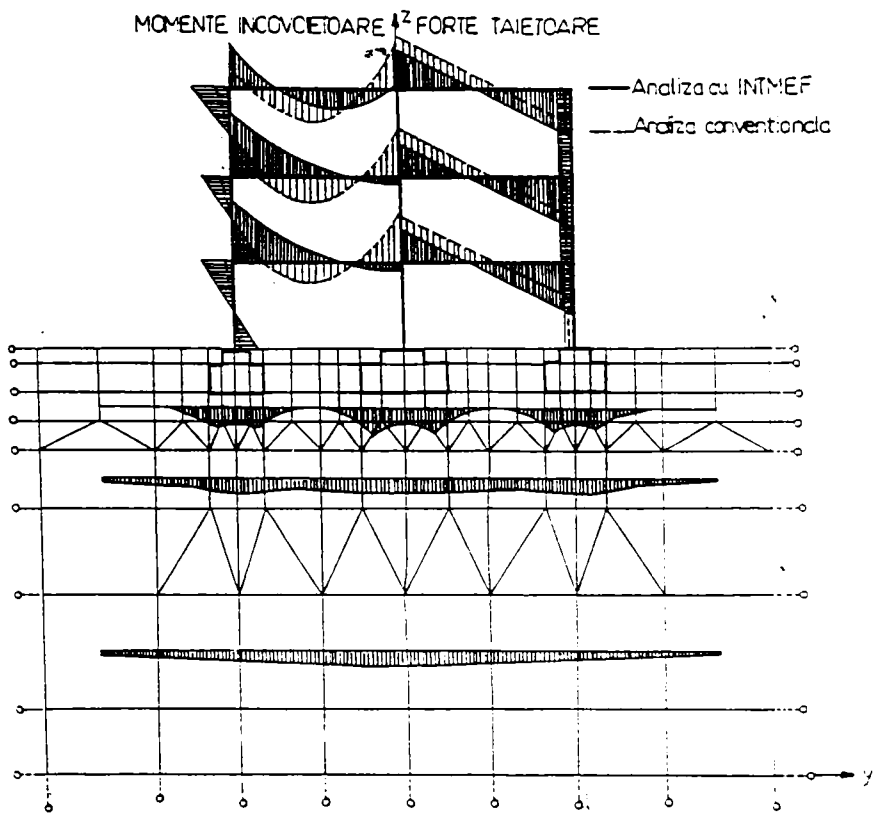 MOMENTE INCOVOIETOARE Z FORTE TAIETOARE
Analiza cu INTMEF
Analiza conventionala
y